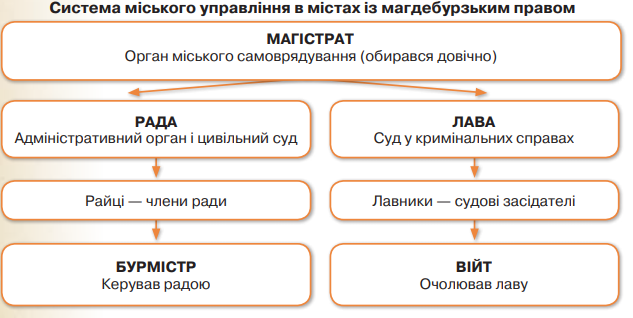 Система міського управління в містах із магдебурзьким правом
МАГІСТРАТ
Орган міського самоврядування (обирався довічно)
РАДА
Адміністративний орган і цивільний суд
ЛАВА
Суд у кримінальних справах
Райці — члени ради
Лавники — судові засідателі
БУРМІСТР
Керував радою
ВІЙТ
Очолював лаву